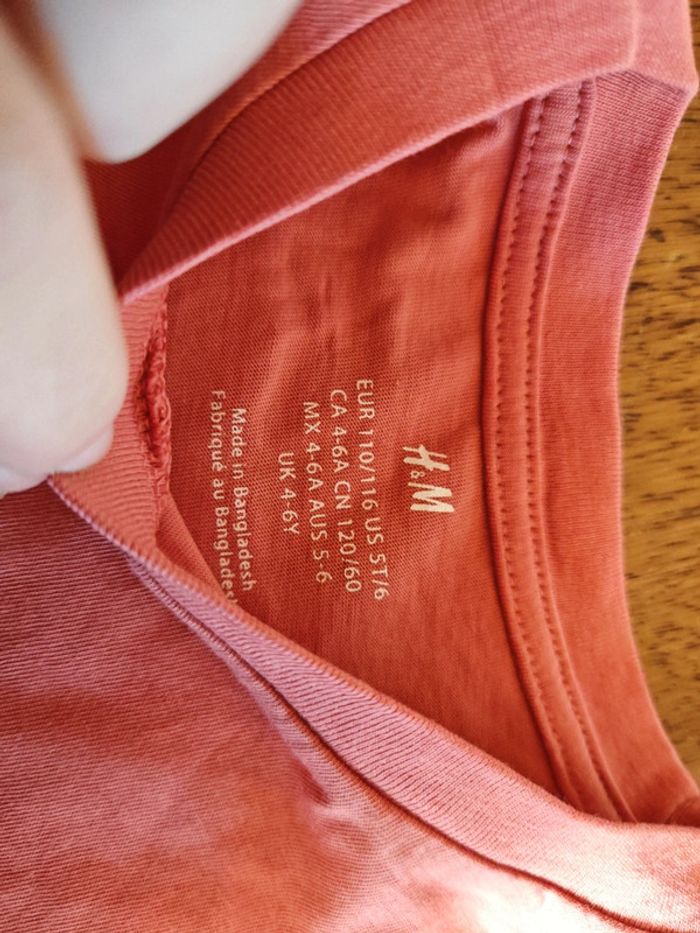 H&M
EUR 110/116 US 5T/6
CA 4-6A CN 120/60
MX 4-6A AUS 5-6
UK 4-6Y
Made in Bangladesh
Fabriqué au Bangladesh